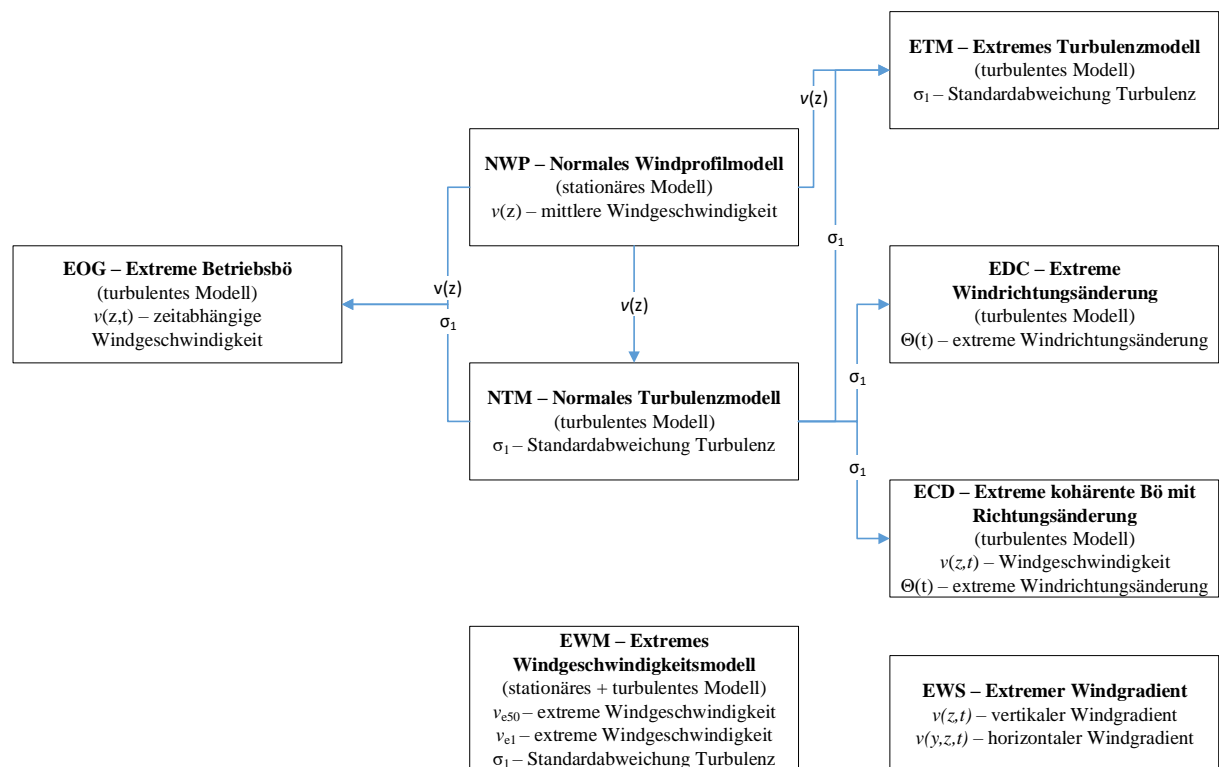 ETM – Extremes Turbulenzmodell
(turbulentes Modell)
σ₁ – Standardabweichung Turbulenz
v(z)
NWP – Normales Windprofilmodell
(stationäres Modell)
v(z) – mittlere Windgeschwindigkeit
σ₁
EOG – Extreme Betriebsbö
(turbulentes Modell)
v(z,t) – zeitabhängige
Windgeschwindigkeit
v(z)
σ₁
v(z)
EDC – Extreme
Windrichtungsänderung
(turbulentes Modell)
Θ(t) – extreme Windrichtungsänderung
NTM – Normales Turbulenzmodell
(turbulentes Modell)
σ₁ – Standardabweichung Turbulenz
σ₁
σ₁
ECD – Extreme kohärente Bö mit
Richtungsänderung
(turbulentes Modell)
v(z,t) – Windgeschwindigkeit
Θ(t) – extreme Windrichtungsänderung
EWM – Extremes
Windgeschwindigkeitsmodell
(stationäres + turbulentes Modell)
vₑ₅₀ – extreme Windgeschwindigkeit
vₑ₁ – extreme Windgeschwindigkeit
σ₁ – Standardabweichung Turbulenz
EWS – Extremer Windgradient
v(z,t) – vertikaler Windgradient
v(y,z,t) – horizontaler Windgradient